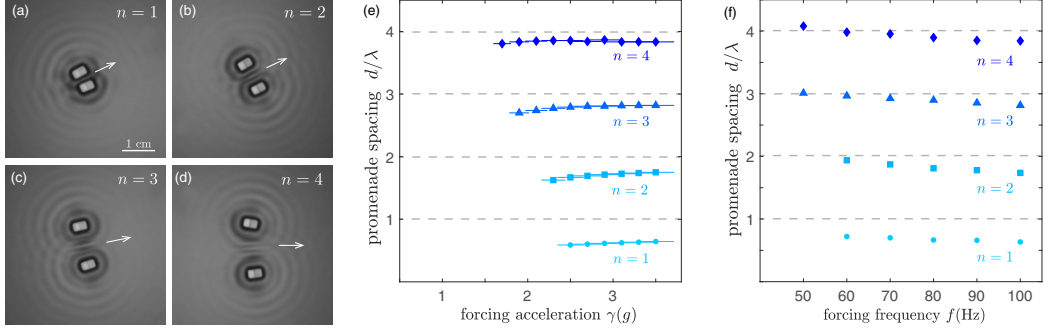 (a) n = 1
1 cm
(b) n = 2
(c) n = 3
(d) n = 4
(e)
promenade spacing d/λ
4
3
2
1
0
n = 4
n = 3
n = 2
n = 1
1 2 3
forcing acceleration γ(g)
(f)
promenade spacing d/λ
4
3
2
1
0
n = 4
n = 3
n = 2
n = 1
50 60 70 80 90 100
forcing frequency f(Hz)